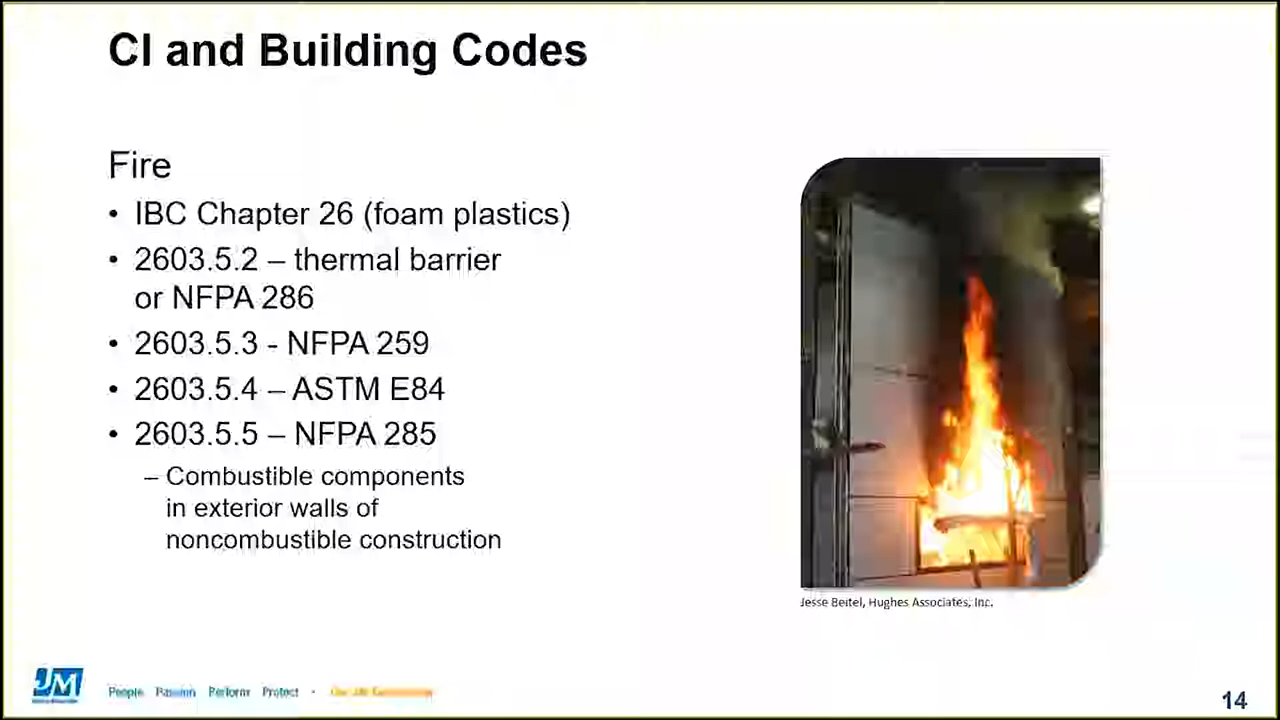 CI and Building Codes
Fire
• IBC Chapter 26 (foam plastics)
• 2603.5.2 – thermal barrier
or NFPA 286
• 2603.5.3 - NFPA 259
• 2603.5.4 – ASTM E84
• 2603.5.5 – NFPA 285
– Combustible components
in exterior walls of
noncombustible construction
Jesse Beitel, Hughes Associates, Inc.
JM
People Passion Perform Protect
14